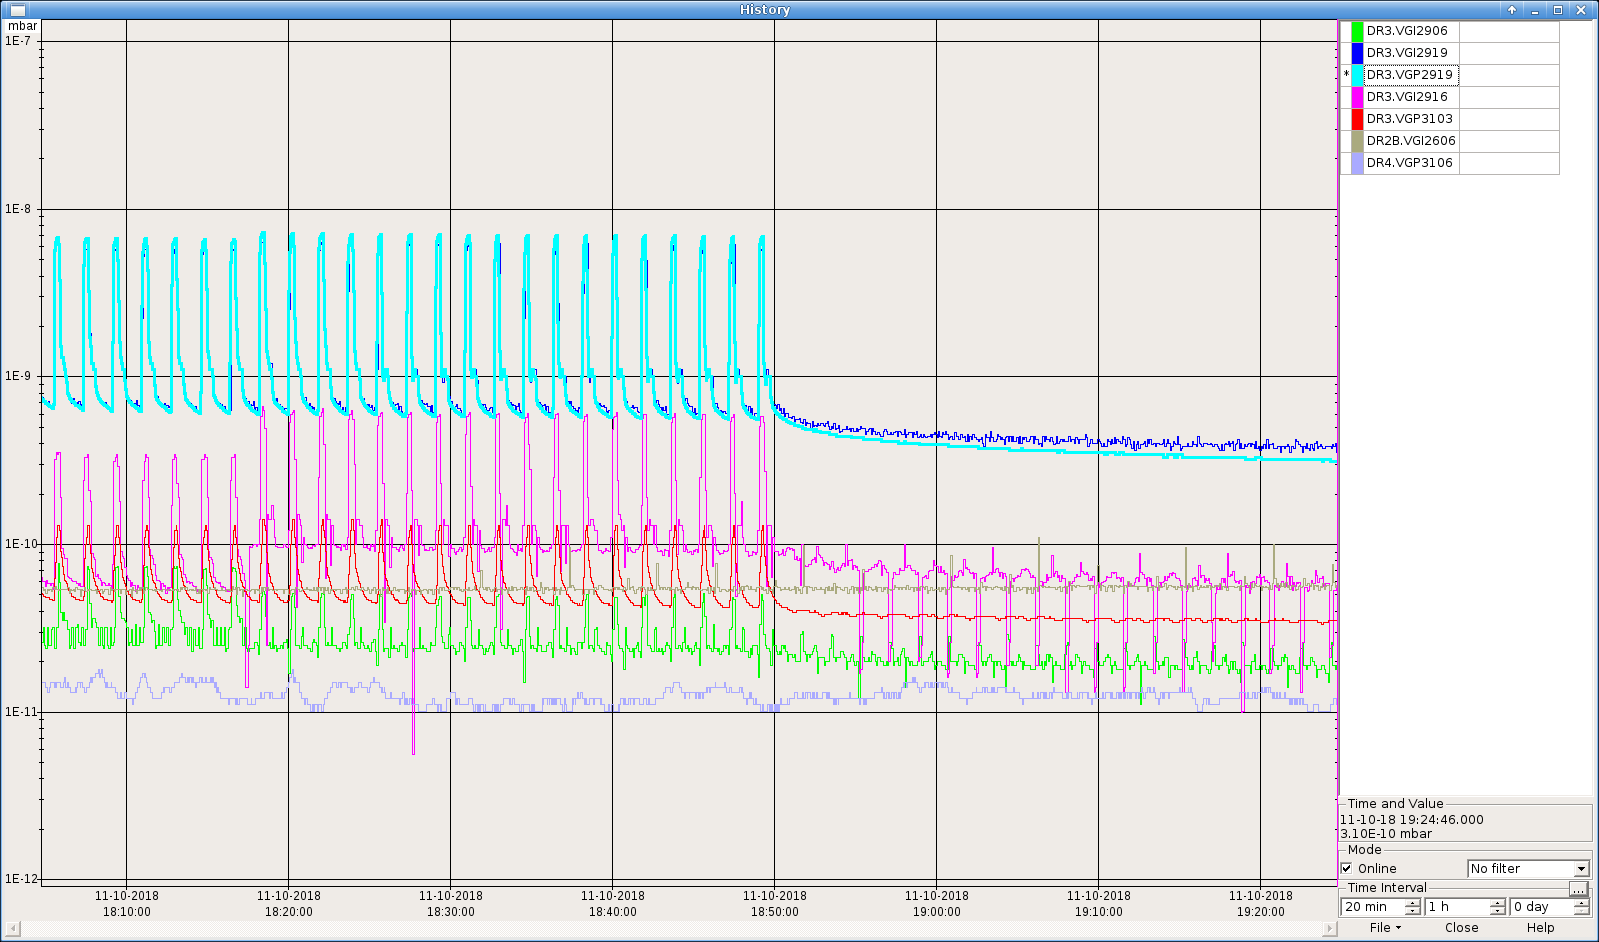 History
mbar
1E-7
1E-8
1E-9
1E-10
1E-11
1E-12
11-10-2018 11-10-2018 11-10-2018 11-10-2018 11-10-2018 11-10-2018 11-10-2018 11-10-2018
18:10:00 18:20:00 18:30:00 18:40:00 18:50:00 19:00:00 19:10:00 19:20:00
DR3.VGI2906
DR3.VGI2919
* DR3.VGP2919
DR3.VGI2916
DR3.VGP3103
DR2B.VGI2606
DR4.VGP3106
Time and Value
11-10-18 19:24:46.000
3.10E-10 mbar
Mode
Online No filter
Time Interval ...
20 min 1 h 0 day
File Close Help